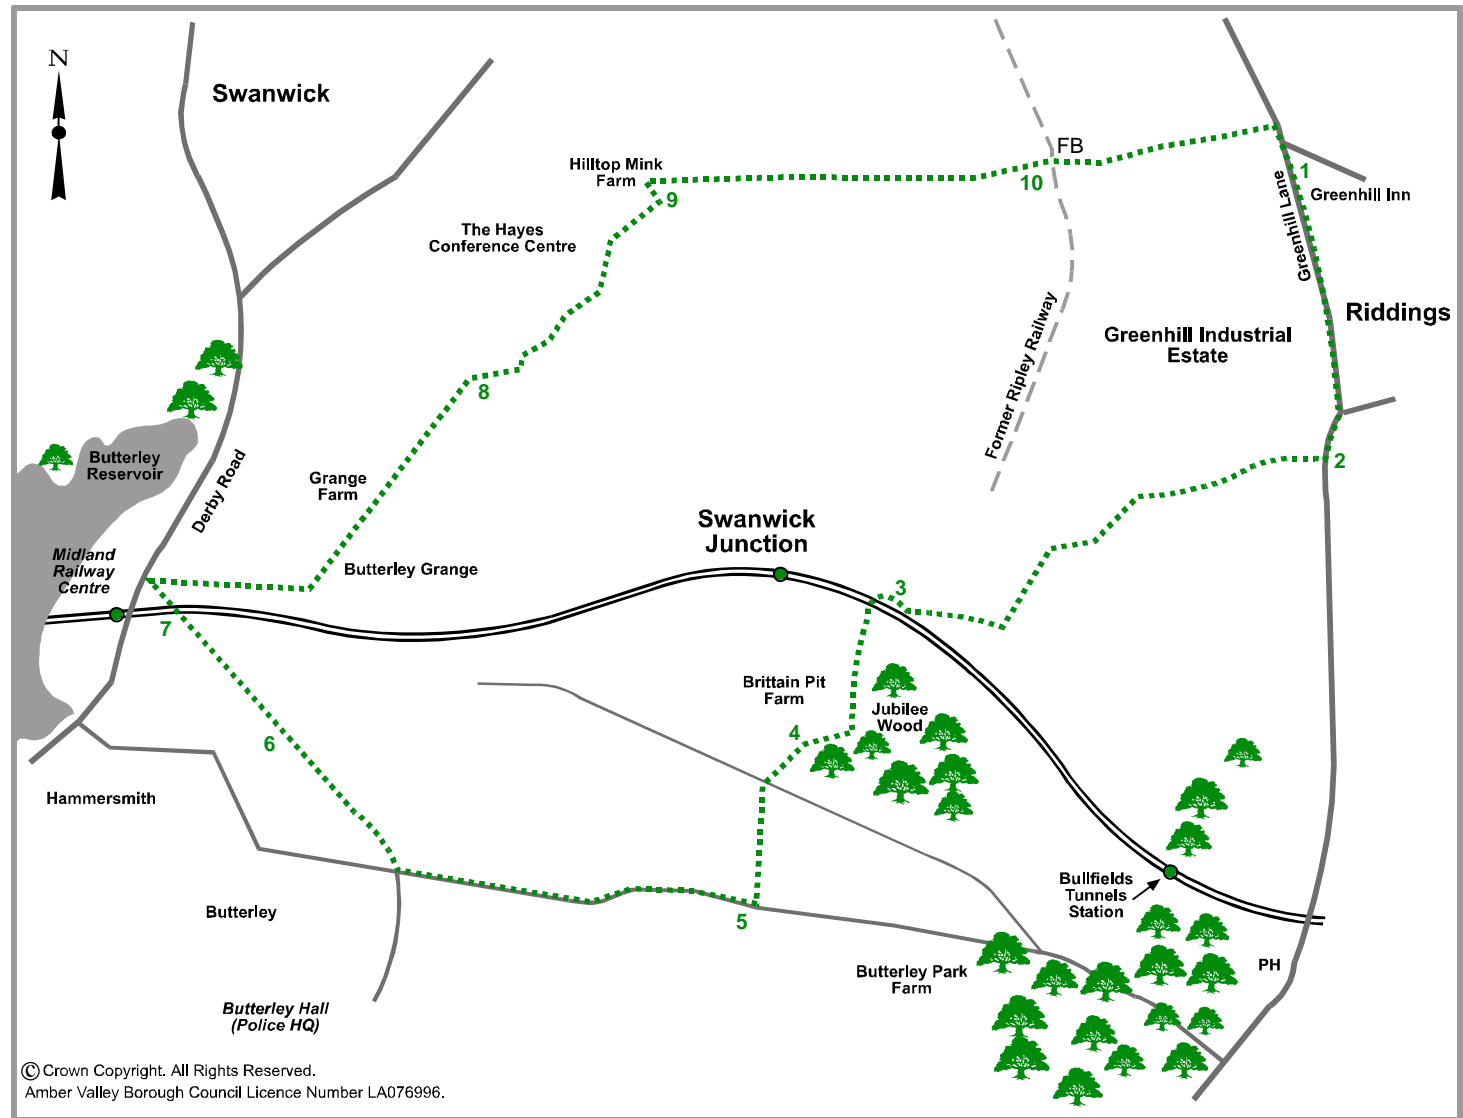 N
Swanwick
FB
Hilltop Mink
Farm
10
1
Greenhill Inn
9
Greenhill Lane
The Hayes
Conference Centre
Riddings
Former Ripley Railway
Greenhill Industrial
Estate
8
Butterley
Reservoir
2
Derby Road
Grange
Farm
Swanwick
Junction
Midland
Railway
Centre
Butterley Grange
3
7
Brittain Pit
Farm
Jubilee
Wood
4
6
Hammersmith
Bullfields
Tunnels
Station
Butterley
5
PH
Butterley Park
Farm
Butterley Hall
(Police HQ)
© Crown Copyright. All Rights Reserved.
Amber Valley Borough Council Licence Number LA076996.